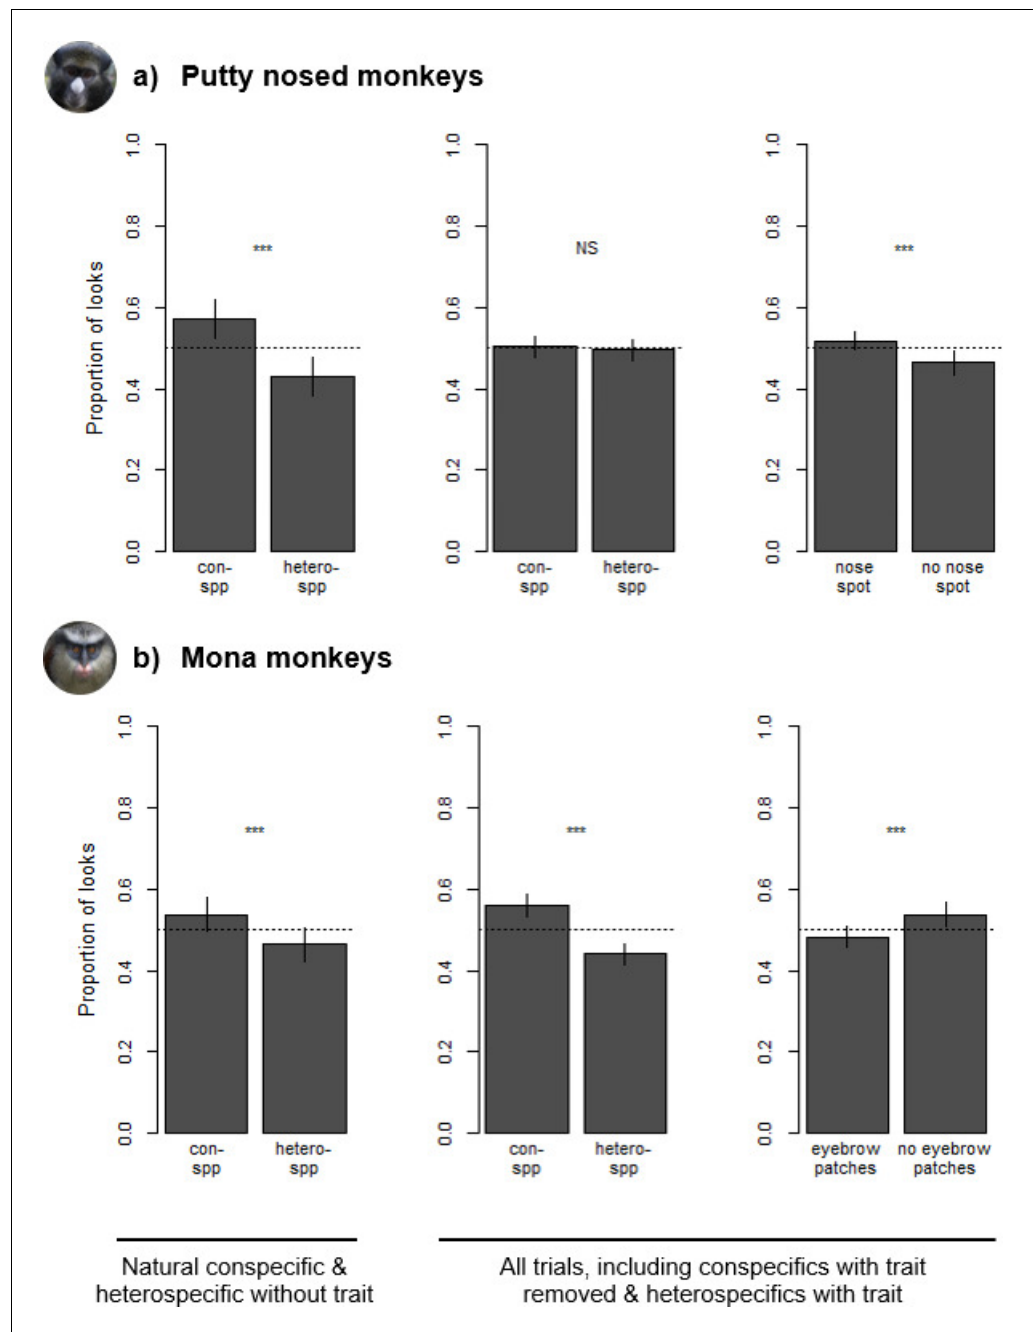 a) Putty nosed monkeys
Proportion of looks
0.0 0.2 0.4 0.6 0.8 1.0
***
con-
spp
hetero-
spp
0.0 0.2 0.4 0.6 0.8 1.0
NS
con-
spp
hetero-
spp
0.0 0.2 0.4 0.6 0.8 1.0
***
nose
spot
no nose
spot
b) Mona monkeys
Proportion of looks
0.0 0.2 0.4 0.6 0.8 1.0
***
con-
spp
hetero-
spp
0.0 0.2 0.4 0.6 0.8 1.0
***
con-
spp
hetero-
spp
0.0 0.2 0.4 0.6 0.8 1.0
***
eyebrow
patches
no eyebrow
patches
Natural conspecific &
heterospecific without trait
All trials, including conspecifics with trait
removed & heterospecifics with trait